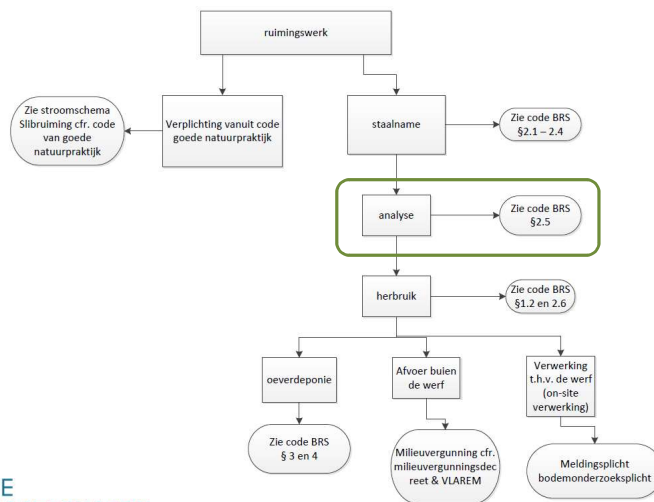 ruimingswerk
Zie stroomschema
Slibruiming cfr. code
van goede
natuurpraktijk
Verplichting vanuit code
goede natuurpraktijk
staalname
Zie code BRS
§2.1 – 2.4
analyse
Zie code BRS
§2.5
herbruik
Zie code BRS
§1.2 en 2.6
oeverdeponie
Afvoer buien
de werf
Verwerking
t.h.v. de werf
(on-site
verwerking)
Zie code BRS
§ 3 en 4
Milieuvergunning cfr.
milieuvergunningsdec
reet & VLAREM
Meldingsplicht
bodemonderzoeksplicht
E